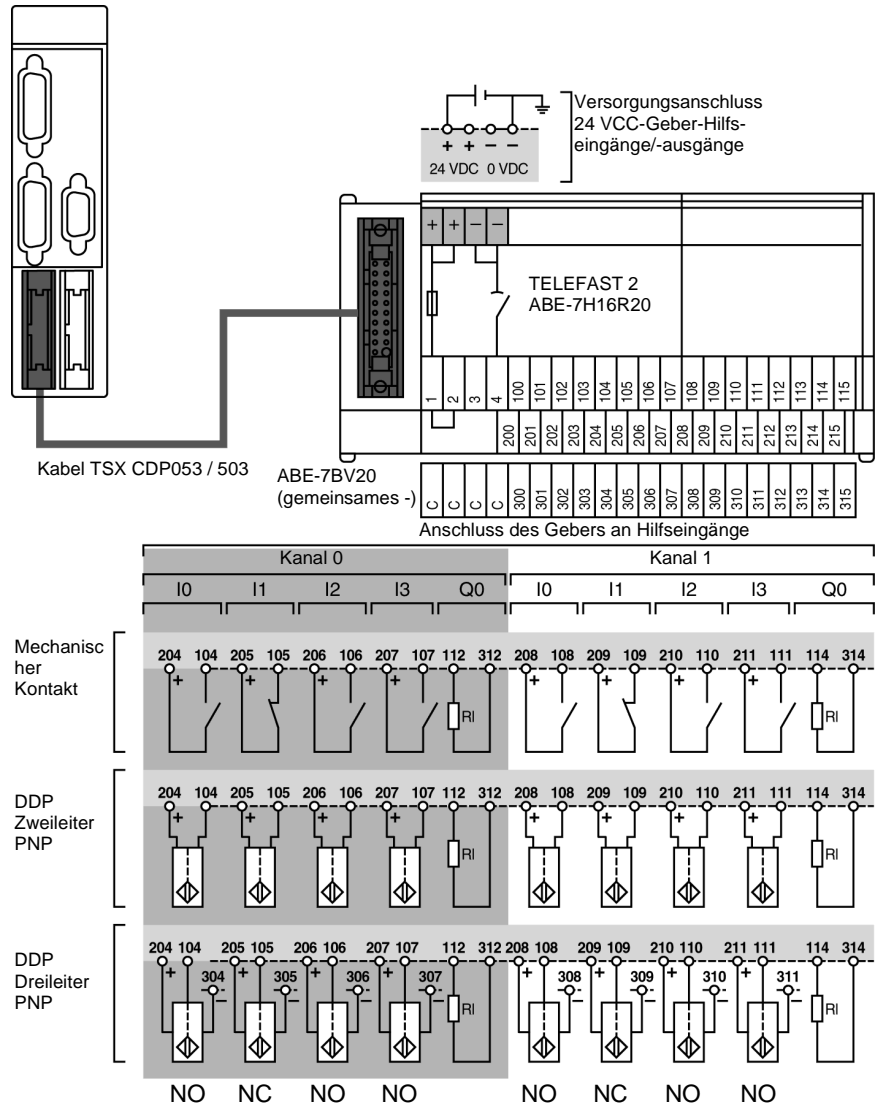 Versorgungsanschluss
24 VCC-Geber-Hilfs-
eingänge/-ausgänge
+ + – –
24 VDC 0 VDC
+ + – –
TELEFAST 2
ABE-7H16R20
1 2 3 4 100 101 102 103 104 105 106 107 108 109 110 111 112 113 114 115
200 201 202 203 204 205 206 207 208 209 210 211 212 213 214 215
Kabel TSX CDP053 / 503
ABE-7BV20
(gemeinsames -)
C C C C 300 301 302 303 304 305 306 307 308 309 310 311 312 313 314 315
Anschluss des Gebers an Hilfseingänge
Kanal 0 Kanal 1
I0 I1 I2 I3 Q0 I0 I1 I2 I3 Q0
Mechanisc
her
Kontakt
204 104 205 105 206 106 207 107 112 312 208 108 209 109 210 110 211 111 114 314
+ + + + + + + +
RI RI
DDP
Zweileiter
PNP
204 104 205 105 206 106 207 107 112 312 208 108 209 109 210 110 211 111 114 314
+ + + + + + + +
RI RI
DDP
Dreileiter
PNP
204 104 205 105 206 106 207 107 112 312 208 108 209 109 210 110 211 111 114 314
+ 304 + 305 + 306 + 307 + 308 + 309 + 310 + 311
– – – – – – – –
RI RI
NO NC NO NO NO NC NO NO